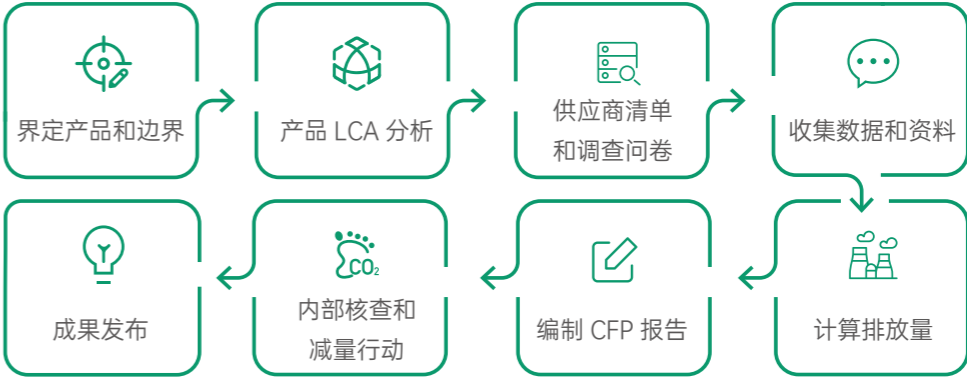 界定产品和边界
产品 LCA 分析
供应商清单
和调查问卷
收集数据和资料
计算排放量
编制 CFP 报告
CO₂
内部核查和
减量行动
成果发布